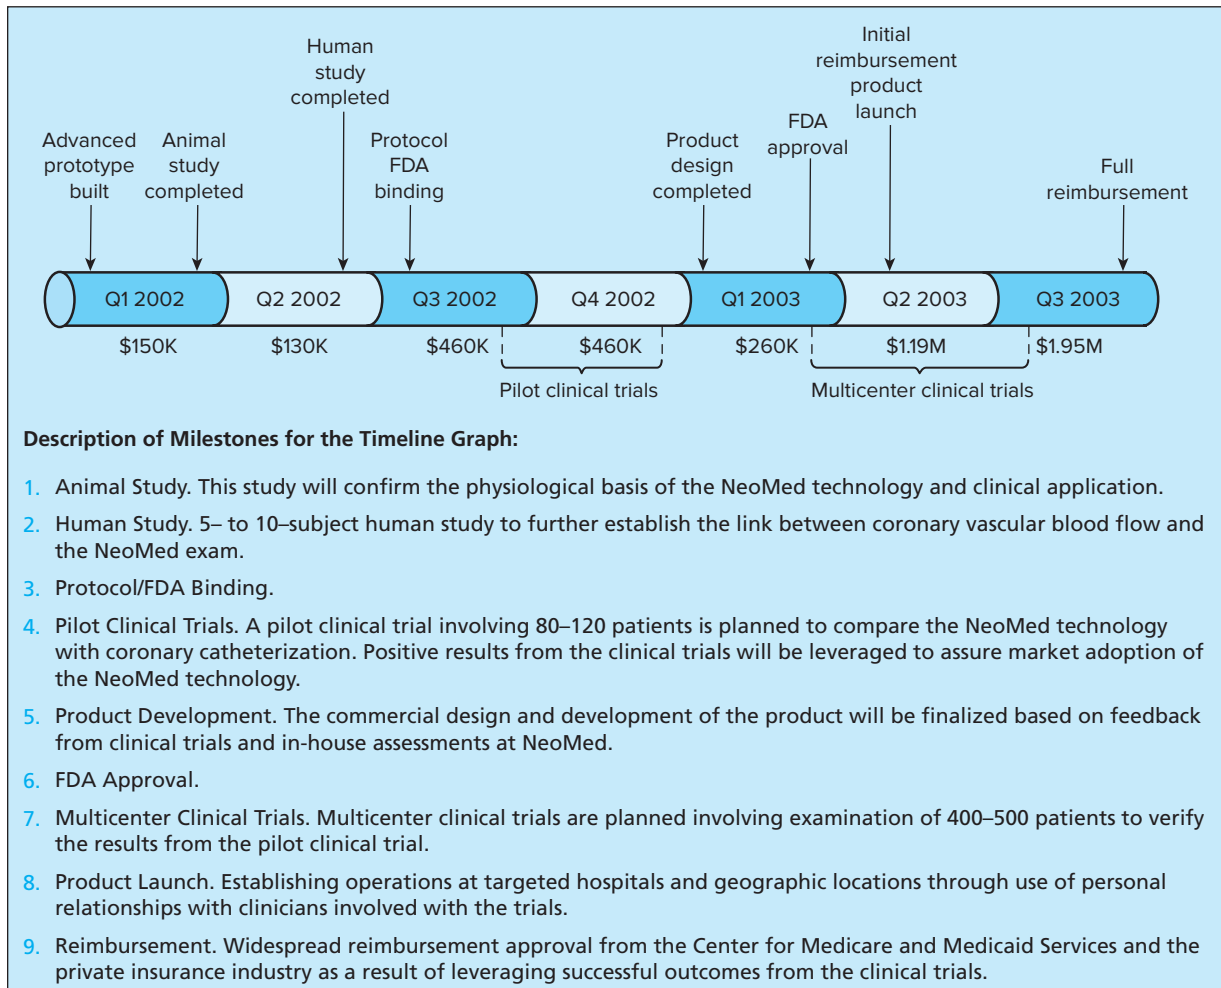 Advanced
prototype
built
Animal
study
completed
Human
study
completed
Protocol
FDA
binding
Product
design
completed
FDA
approval
Initial
reimbursement
product
launch
Full
reimbursement
Q1 2002
Q2 2002
Q3 2002
Q4 2002
Q1 2003
Q2 2003
Q3 2003
$150K
$130K
$460K
$460K
$260K
$1.19M
$1.95M
Pilot clinical trials
Multicenter clinical trials
Description of Milestones for the Timeline Graph:
1. Animal Study. This study will confirm the physiological basis of the NeoMed technology and clinical application.
2. Human Study. 5– to 10–subject human study to further establish the link between coronary vascular blood flow and
the NeoMed exam.
3. Protocol/FDA Binding.
4. Pilot Clinical Trials. A pilot clinical trial involving 80–120 patients is planned to compare the NeoMed technology
with coronary catheterization. Positive results from the clinical trials will be leveraged to assure market adoption of
the NeoMed technology.
5. Product Development. The commercial design and development of the product will be finalized based on feedback
from clinical trials and in-house assessments at NeoMed.
6. FDA Approval.
7. Multicenter Clinical Trials. Multicenter clinical trials are planned involving examination of 400–500 patients to verify
the results from the pilot clinical trial.
8. Product Launch. Establishing operations at targeted hospitals and geographic locations through use of personal
relationships with clinicians involved with the trials.
9. Reimbursement. Widespread reimbursement approval from the Center for Medicare and Medicaid Services and the
private insurance industry as a result of leveraging successful outcomes from the clinical trials.